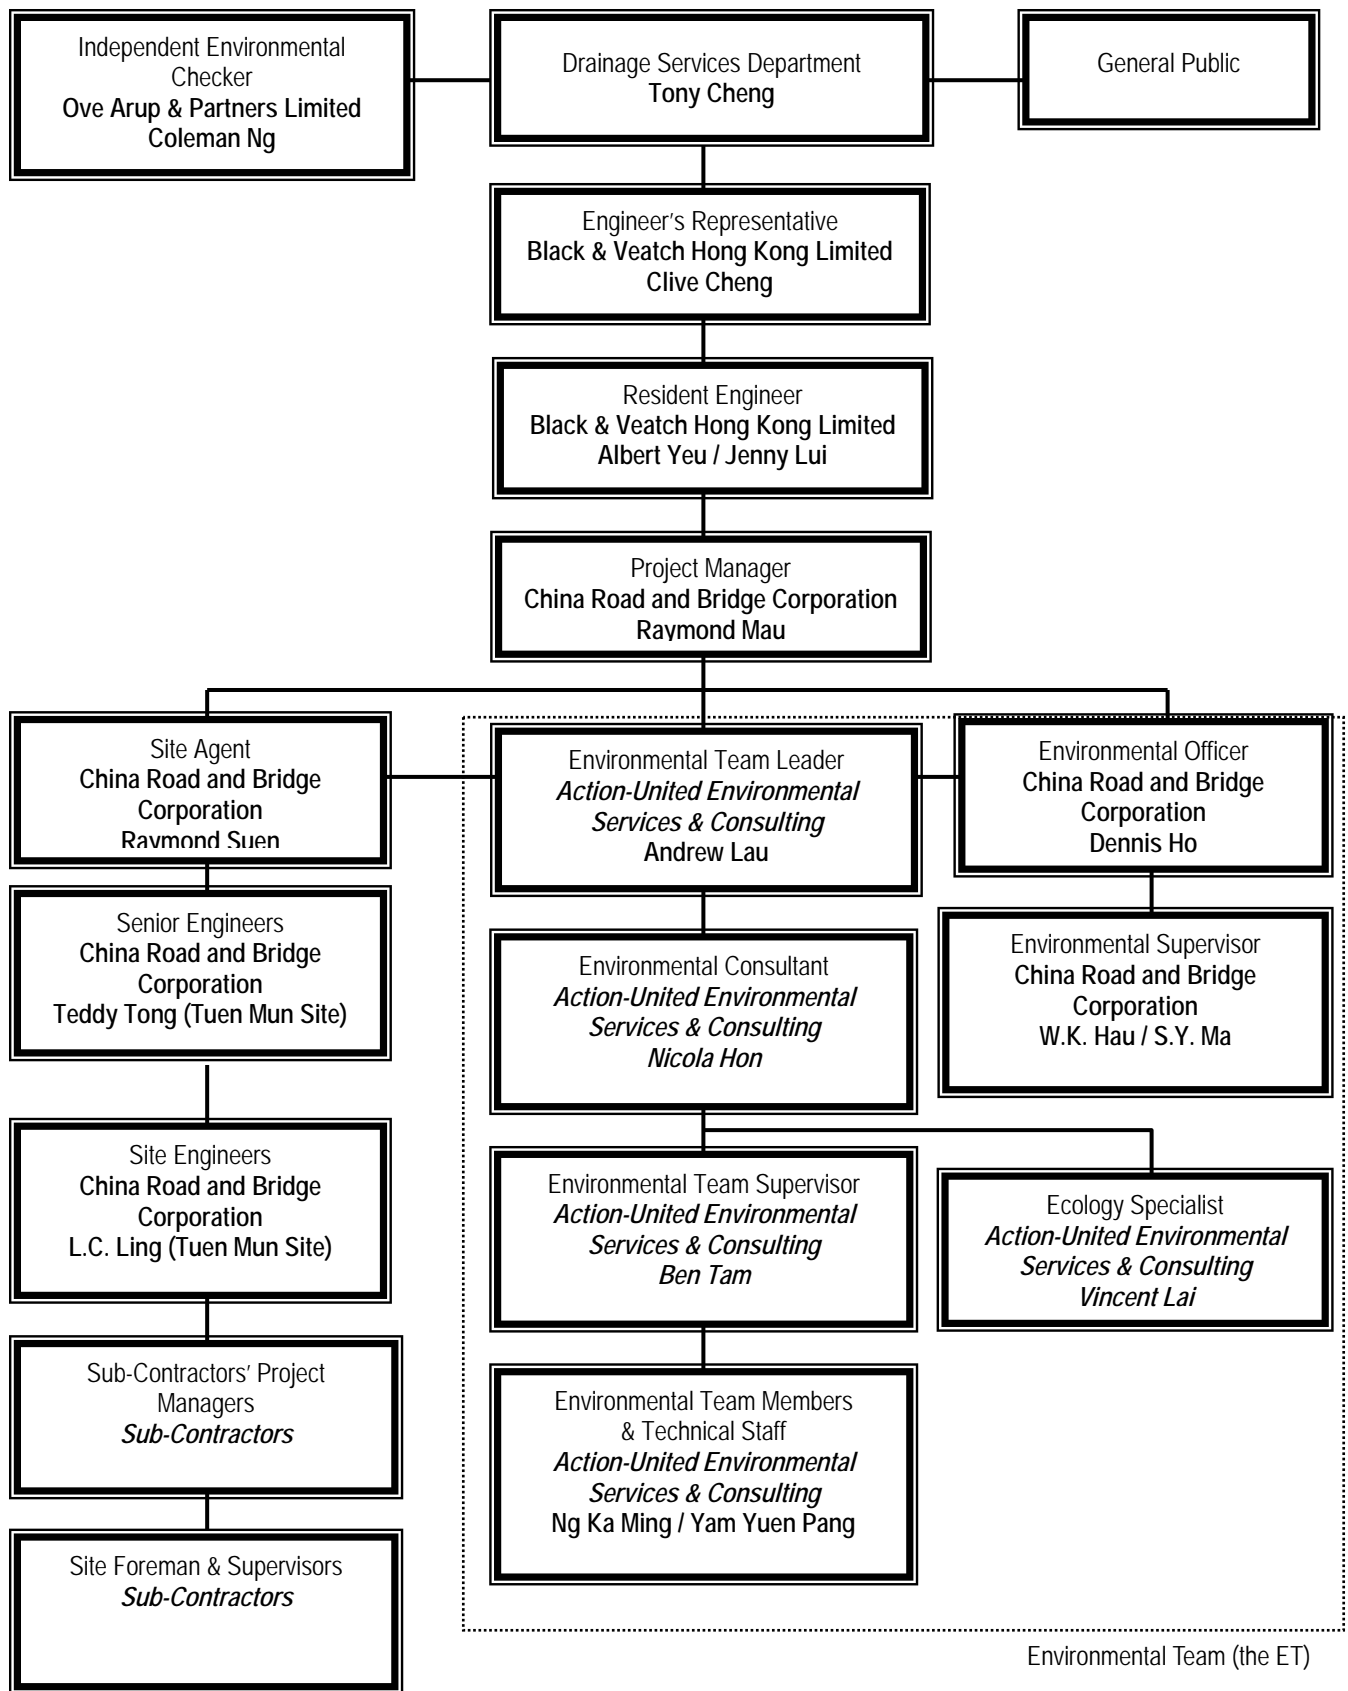 Independent Environmental
Checker
Ove Arup & Partners Limited
Coleman Ng
Drainage Services Department
Tony Cheng
General Public
Engineer's Representative
Black & Veatch Hong Kong Limited
Clive Cheng
Resident Engineer
Black & Veatch Hong Kong Limited
Albert Yeu / Jenny Lui
Project Manager
China Road and Bridge Corporation
Raymond Mau
Site Agent
China Road and Bridge
Corporation
Raymond Suen
Environmental Team Leader
Action-United Environmental
Services & Consulting
Andrew Lau
Environmental Officer
China Road and Bridge
Corporation
Dennis Ho
Senior Engineers
China Road and Bridge
Corporation
Teddy Tong (Tuen Mun Site)
Environmental Consultant
Action-United Environmental
Services & Consulting
Nicola Hon
Environmental Supervisor
China Road and Bridge
Corporation
W.K. Hau / S.Y. Ma
Site Engineers
China Road and Bridge
Corporation
L.C. Ling (Tuen Mun Site)
Environmental Team Supervisor
Action-United Environmental
Services & Consulting
Ben Tam
Ecology Specialist
Action-United Environmental
Services & Consulting
Vincent Lai
Sub-Contractors' Project
Managers
Sub-Contractors
Environmental Team Members
& Technical Staff
Action-United Environmental
Services & Consulting
Ng Ka Ming / Yam Yuen Pang
Site Foreman & Supervisors
Sub-Contractors
Environmental Team (the ET)